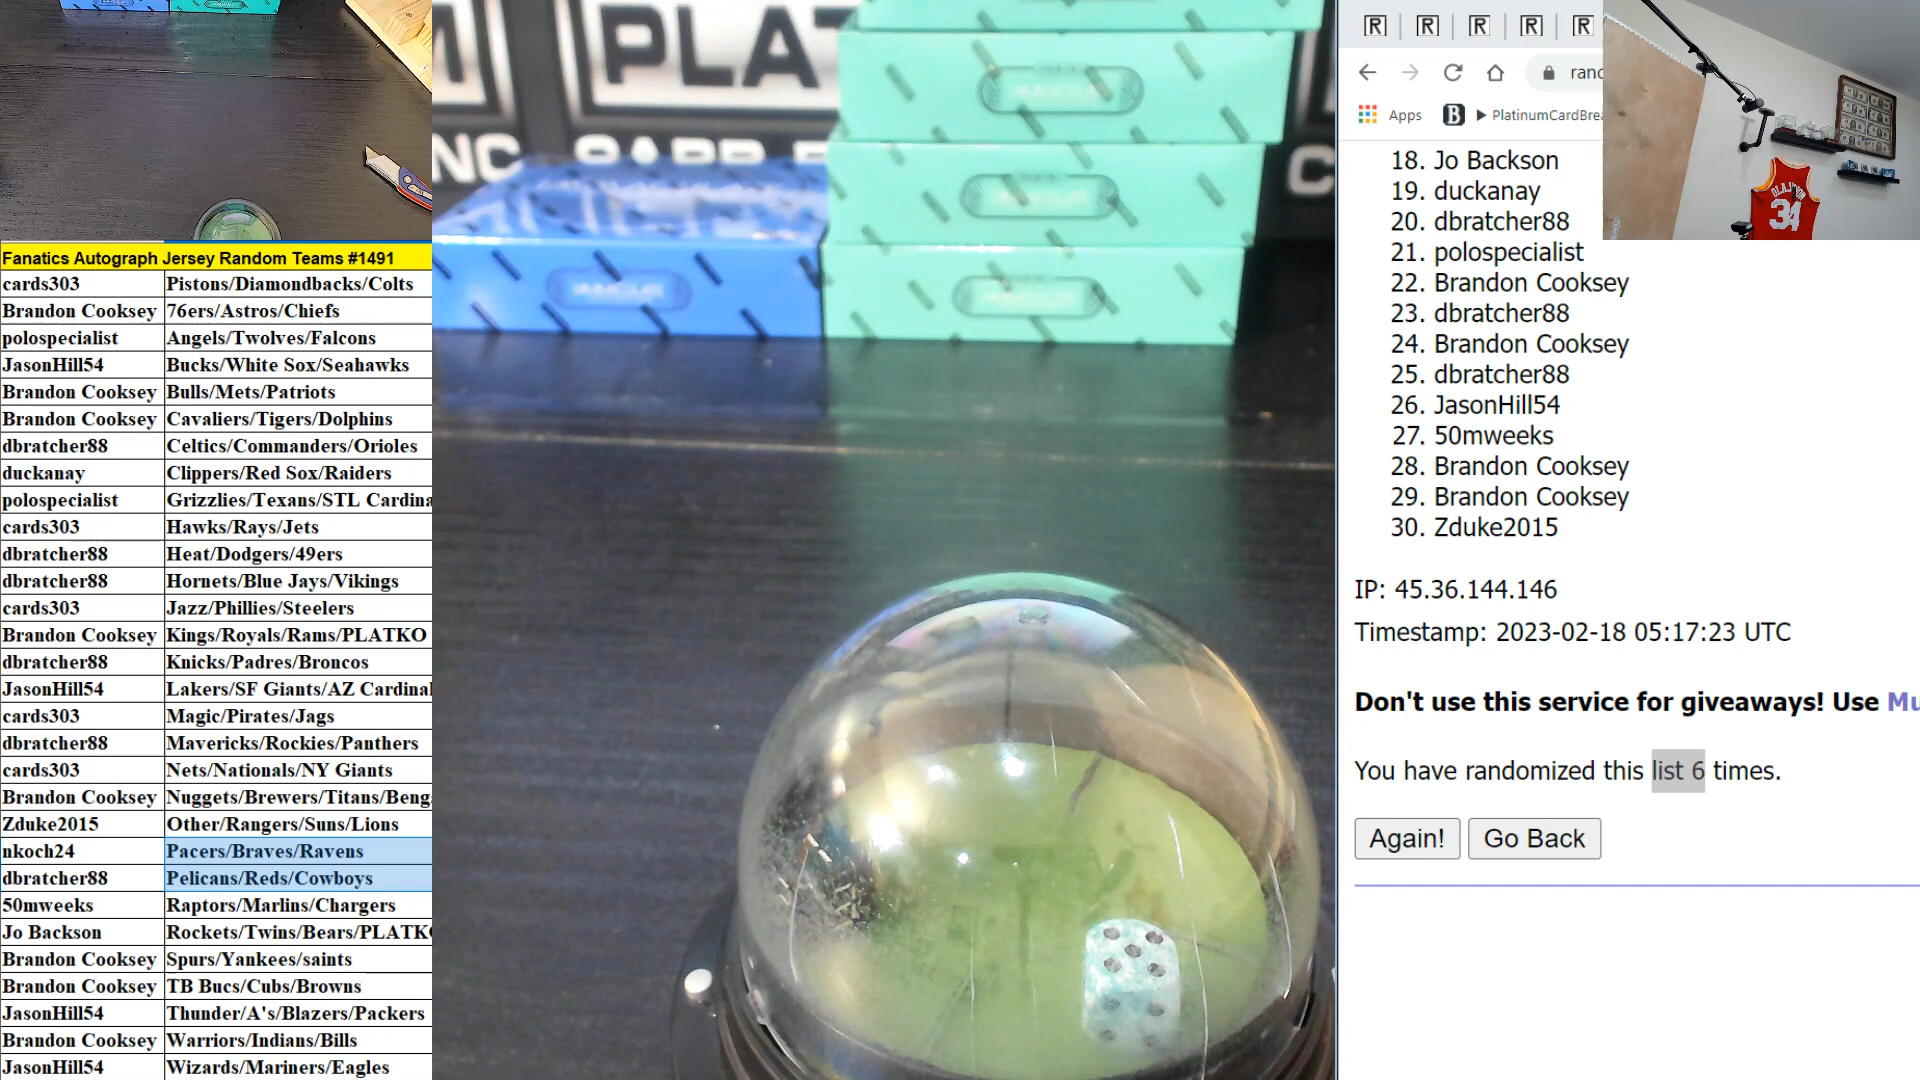 Fanatics Autograph Jersey Random Teams #1491
cards303 Pistons/Diamondbacks/Colts
Brandon Cooksey 76ers/Astros/Chiefs
polospecialist Angels/Twolves/Falcons
JasonHill54 Bucks/White Sox/Seahawks
Brandon Cooksey Bulls/Mets/Patriots
Brandon Cooksey Cavaliers/Tigers/Dolphins
dbratcher88 Celtics/Commanders/Orioles
duckanay Clippers/Red Sox/Raiders
polospecialist Grizzlies/Texans/STL Cardina
cards303 Hawks/Rays/Jets
dbratcher88 Heat/Dodgers/49ers
dbratcher88 Hornets/Blue Jays/Vikings
cards303 Jazz/Phillies/Steelers
Brandon Cooksey Kings/Royals/Rams/PLATKO
dbratcher88 Knicks/Padres/Broncos
JasonHill54 Lakers/SF Giants/AZ Cardinal
cards303 Magic/Pirates/Jags
dbratcher88 Mavericks/Rockies/Panthers
cards303 Nets/Nationals/NY Giants
Brandon Cooksey Nuggets/Brewers/Titans/Beng
Zduke2015 Other/Rangers/Suns/Lions
nkoch24 Pacers/Braves/Ravens
dbratcher88 Pelicans/Reds/Cowboys
50mweeks Raptors/Marlins/Chargers
Jo Backson Rockets/Twins/Bears/PLATK
Brandon Cooksey Spurs/Yankees/saints
Brandon Cooksey TB Bucs/Cubs/Browns
JasonHill54 Thunder/A's/Blazers/Packers
Brandon Cooksey Warriors/Indians/Bills
JasonHill54 Wizards/Mariners/Eagles
PLA
NC
R R R R R
ranc
Apps B PlatinumCardBrea
18. Jo Backson
19. duckanay
20. dbratcher88
21. polospecialist
22. Brandon Cooksey
23. dbratcher88
24. Brandon Cooksey
25. dbratcher88
26. JasonHill54
27. 50mweeks
28. Brandon Cooksey
29. Brandon Cooksey
30. Zduke2015
IP: 45.36.144.146
Timestamp: 2023-02-18 05:17:23 UTC
Don't use this service for giveaways! Use Mu
You have randomized this list 6 times.
Again! Go Back
34